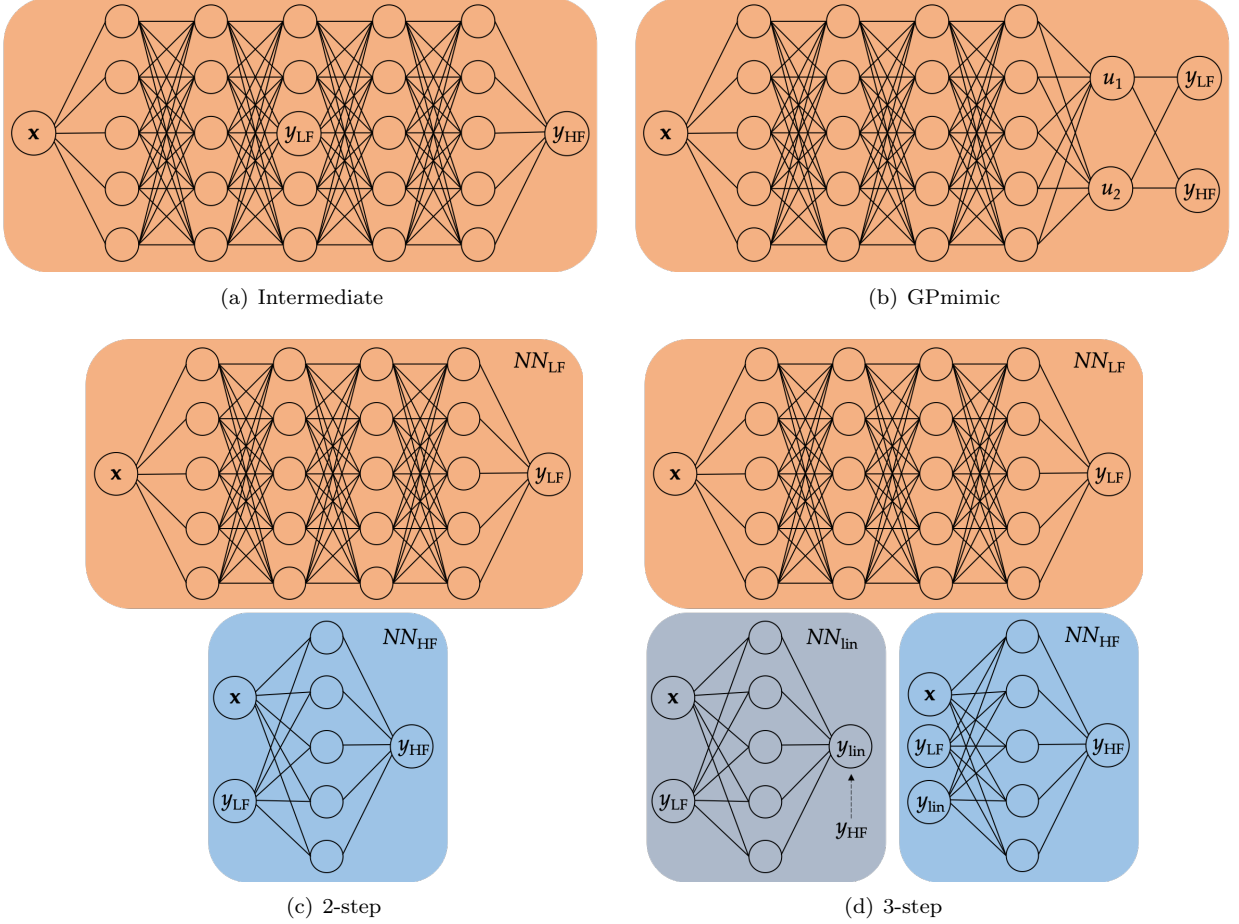 x
y_LF
y_HF
(a) Intermediate
x
u_1
u_2
y_LF
y_HF
(b) GPmimic
NN_LF
x
y_LF
NN_HF
x
y_LF
y_HF
(c) 2-step
NN_LF
x
y_LF
NN_lin
x
y_LF
y_lin
y_HF
NN_HF
x
y_LF
y_lin
y_HF
(d) 3-step